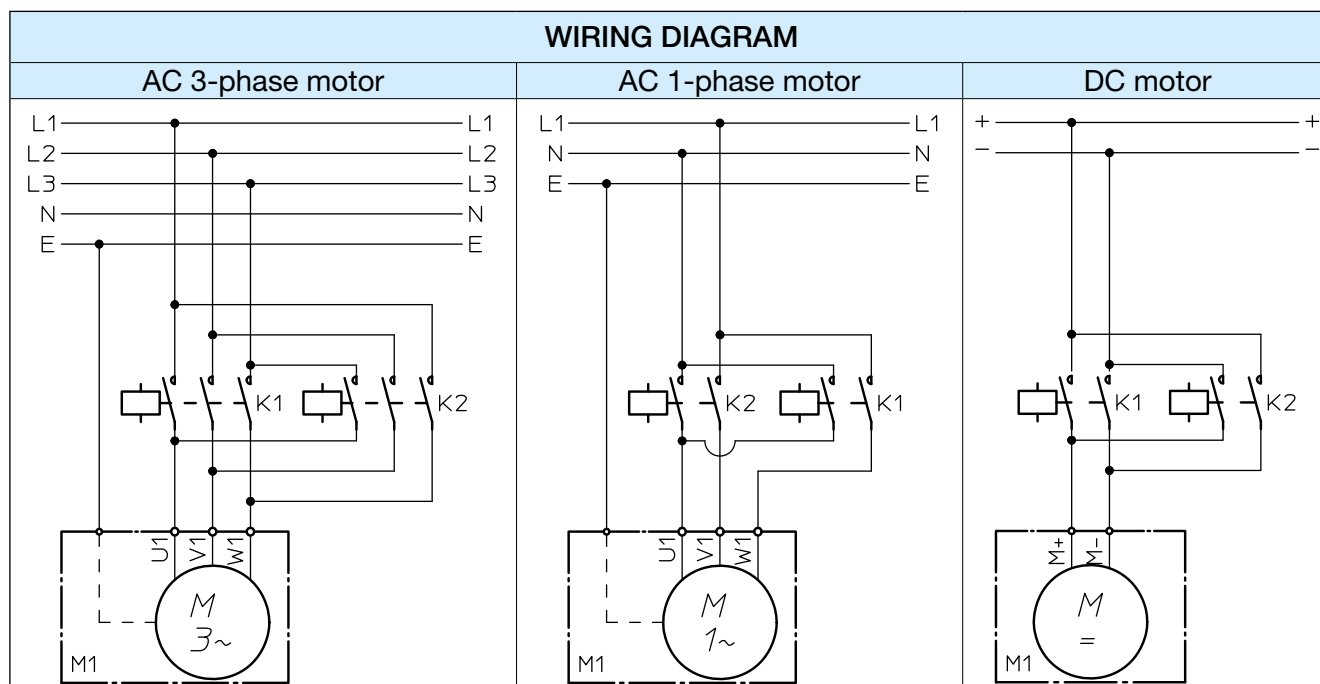 WIRING DIAGRAM
AC 3-phase motor
AC 1-phase motor
DC motor
L1 L1
L2 L2
L3 L3
N N
E E
K1 K2
U1 V1 W1
M
3~
M1
L1 L1
N N
E E
K2 K1
U1 V1 W1
M
1~
M1
+ +
− −
K1 K2
M+ M-
M
=
M1